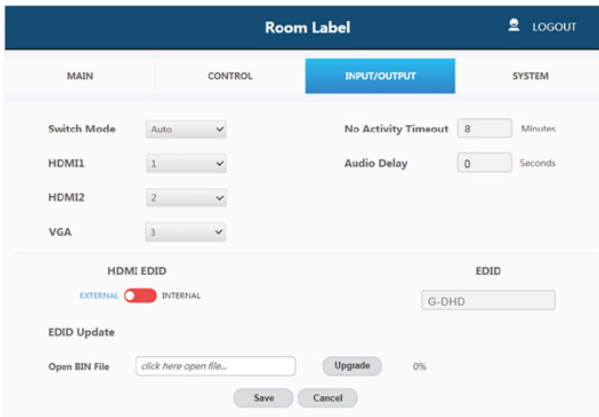 Room Label
LOGOUT
MAIN CONTROL INPUT/OUTPUT SYSTEM
Switch Mode Auto No Activity Timeout 8 Minutes
HDMI1 1 Audio Delay 0 Seconds
HDMI2 2
VGA 3
HDMI EDID EDID
EXTERNAL INTERNAL G-DHD
EDID Update
Open BIN File click here open file... Upgrade 0%
Save Cancel